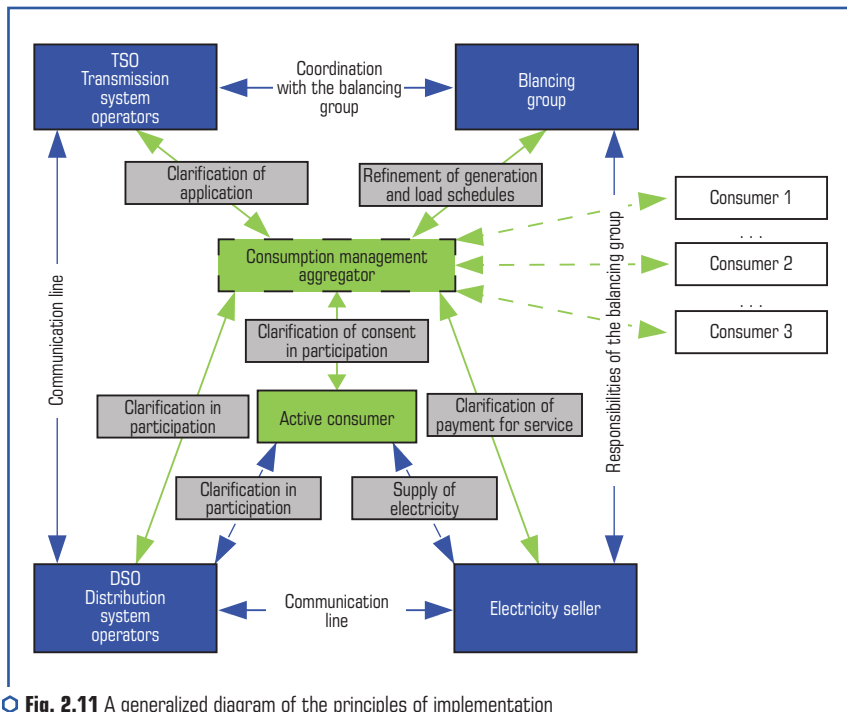 TSO
Transmission
system
operators
Coordination
with the balancing
group
Blancing
group
Clarification of
application
Refinement of generation
and load schedules
Consumer 1
. . .
Consumer 2
. . .
Consumer 3
Consumption management
aggregator
Communication line
Responsibilities of the balancing group
Clarification of consent
in participation
Clarification in
participation
Active consumer
Clarification of
payment for service
Clarification in
participation
Supply of
electricity
DSO
Distribution
system
operators
Communication
line
Electricity seller
Fig. 2.11 A generalized diagram of the principles of implementation